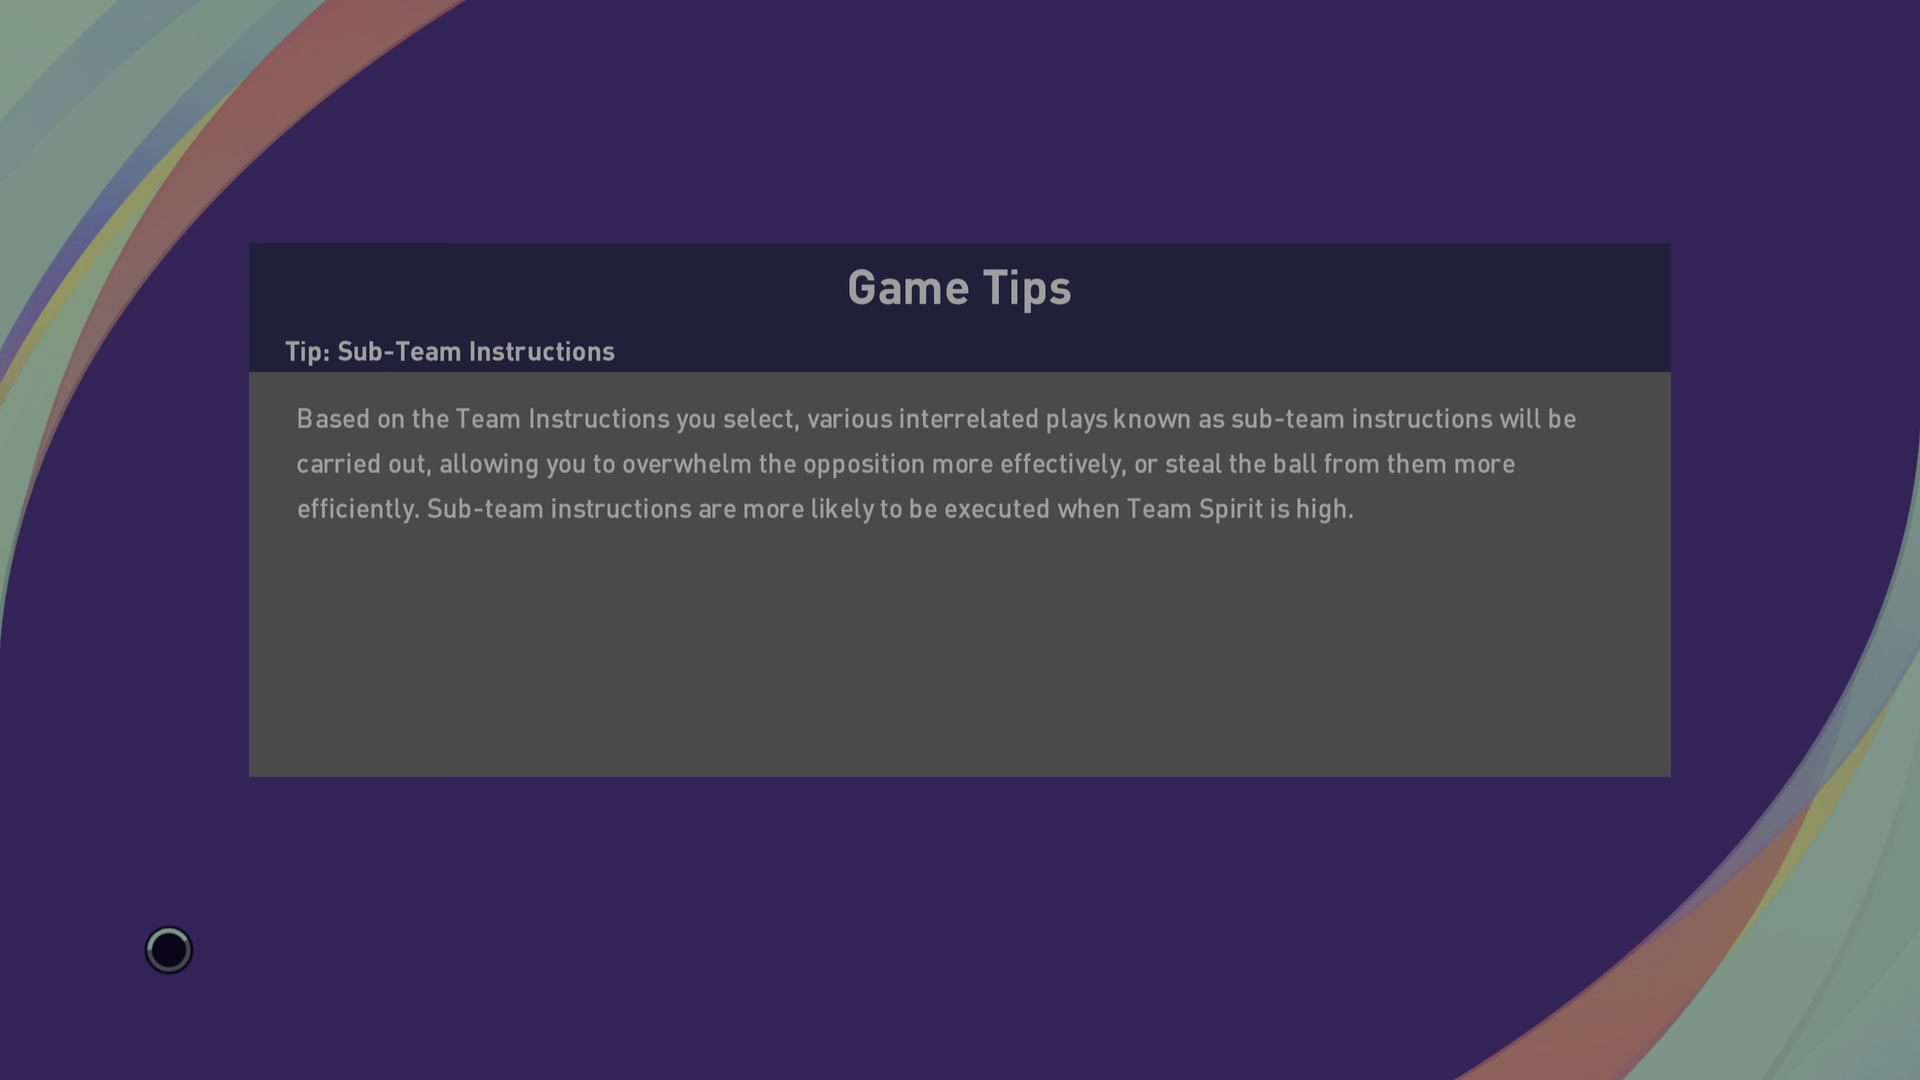 Game Tips
Tip: Sub-Team Instructions
Based on the Team Instructions you select, various interrelated plays known as sub-team instructions will be
carried out, allowing you to overwhelm the opposition more effectively, or steal the ball from them more
efficiently. Sub-team instructions are more likely to be executed when Team Spirit is high.